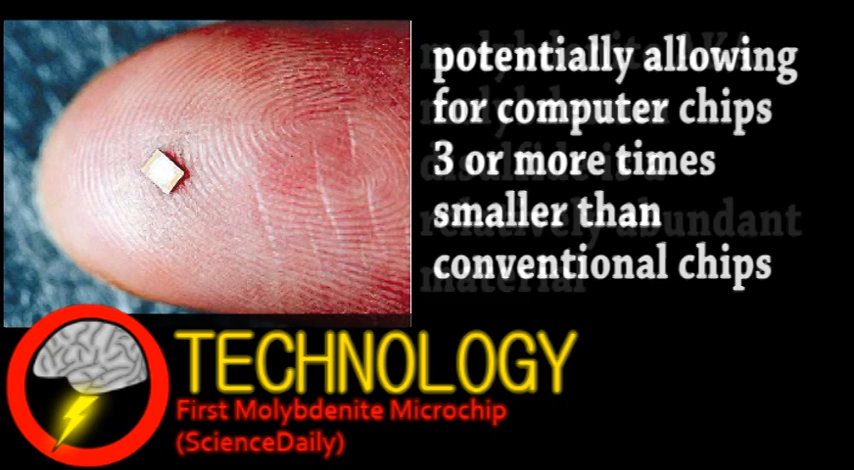 potentially allowing
for computer chips
3 or more times
smaller than
conventional chips
TECHNOLOGY
First Molybdenite Microchip
(ScienceDaily)